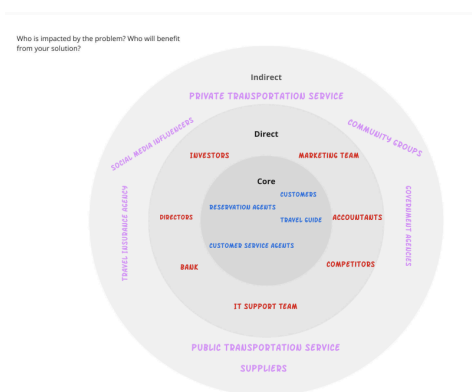 Who is impacted by the problem? Who will benefit
from your solution?
Indirect
PRIVATE TRANSPORTATION SERVICE
SOCIAL MEDIA INFLUENCERS
COMMUNITY GROUPS
Direct
INVESTORS
MARKETING TEAM
Core
CUSTOMERS
RESERVATION AGENTS
TRAVEL GUIDE
DIRECTORS
ACCOUNTANTS
TRAVEL INSURANCE AGENCY
GOVERNMENT AGENCIES
CUSTOMER SERVICE AGENTS
BANK
COMPETITORS
IT SUPPORT TEAM
PUBLIC TRANSPORTATION SERVICE
SUPPLIERS